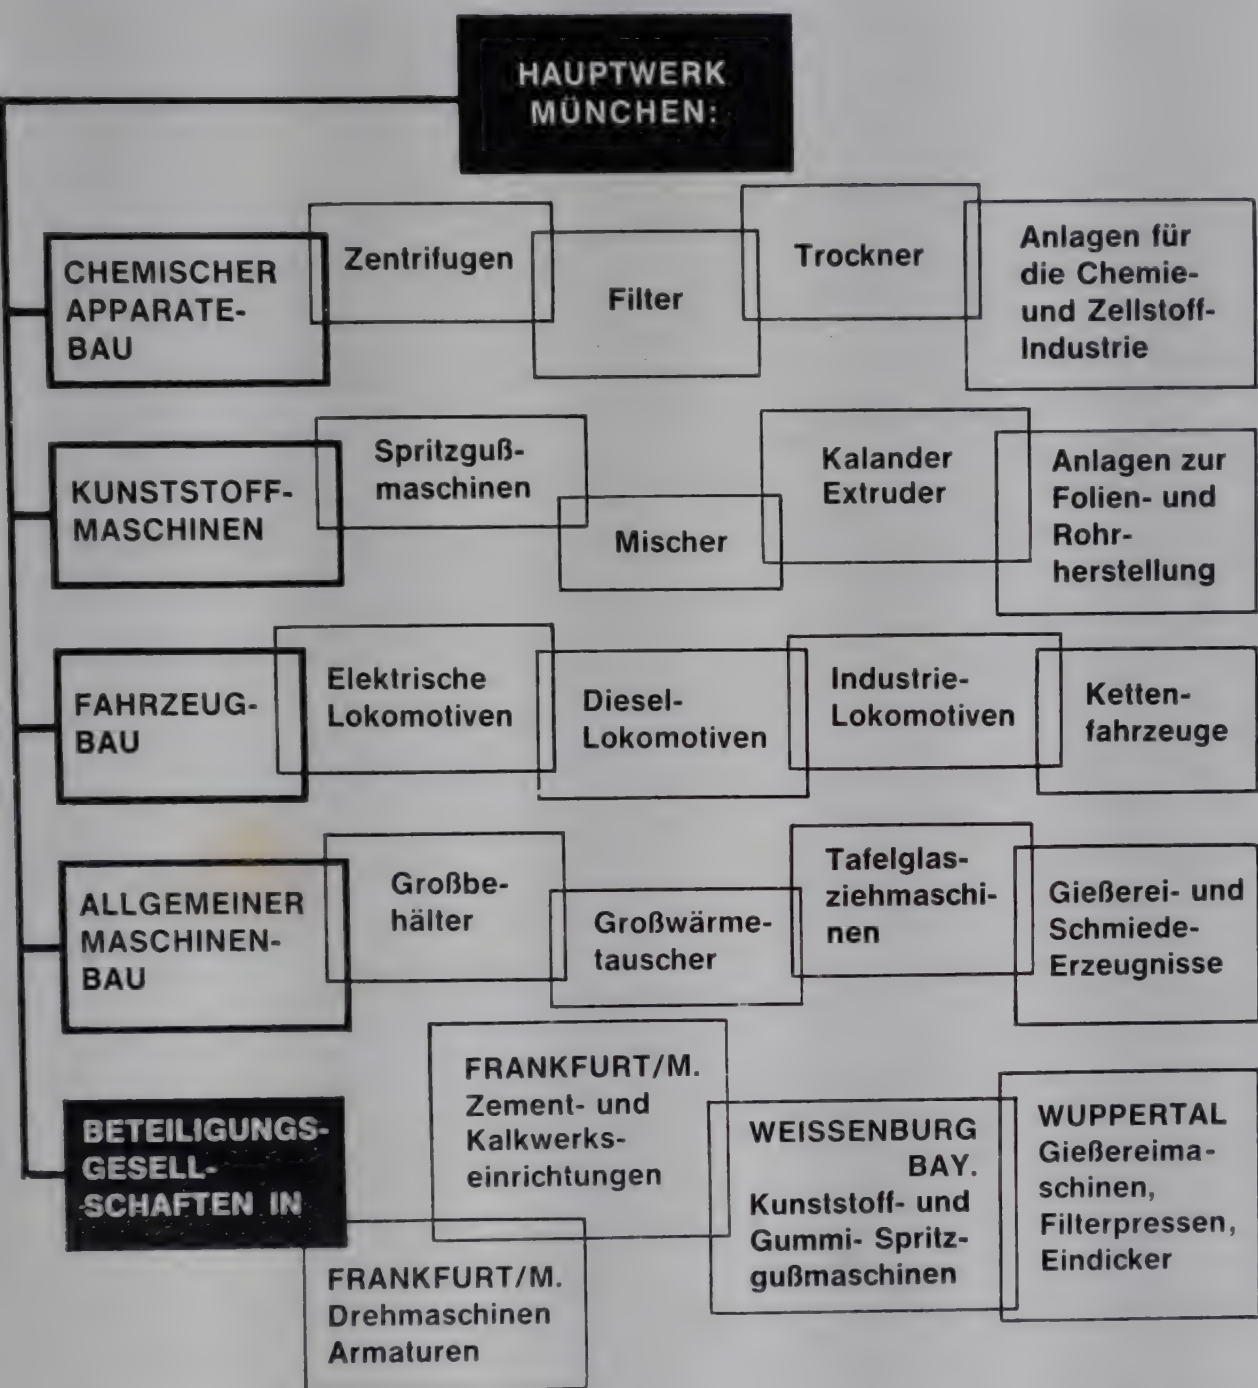 HAUPTWERK
MÜNCHEN:
CHEMISCHER
APPARATE-
BAU
Zentrifugen
Filter
Trockner
Anlagen für
die Chemie-
und Zellstoff-
Industrie
KUNSTSTOFF-
MASCHINEN
Spritzguß-
maschinen
Mischer
Kalander
Extruder
Anlagen zur
Folien- und
Rohr-
herstellung
FAHRZEUG-
BAU
Elektrische
Lokomotiven
Diesel-
Lokomotiven
Industrie-
Lokomotiven
Ketten-
fahrzeuge
ALLGEMEINER
MASCHINEN-
BAU
Großbe-
hälter
Großwärme-
tauscher
Tafelglas-
ziehmaschi-
nen
Gießerei- und
Schmiede-
Erzeugnisse
BETEILIGUNGS-
GESELL-
SCHAFTEN IN
FRANKFURT/M.
Drehmaschinen
Armaturen
FRANKFURT/M.
Zement- und
Kalkwerks-
einrichtungen
WEISSENBURG
BAY.
Kunststoff- und
Gummi- Spritz-
gußmaschinen
WUPPERTAL
Gießereima-
schinen,
Filterpressen,
Eindicker